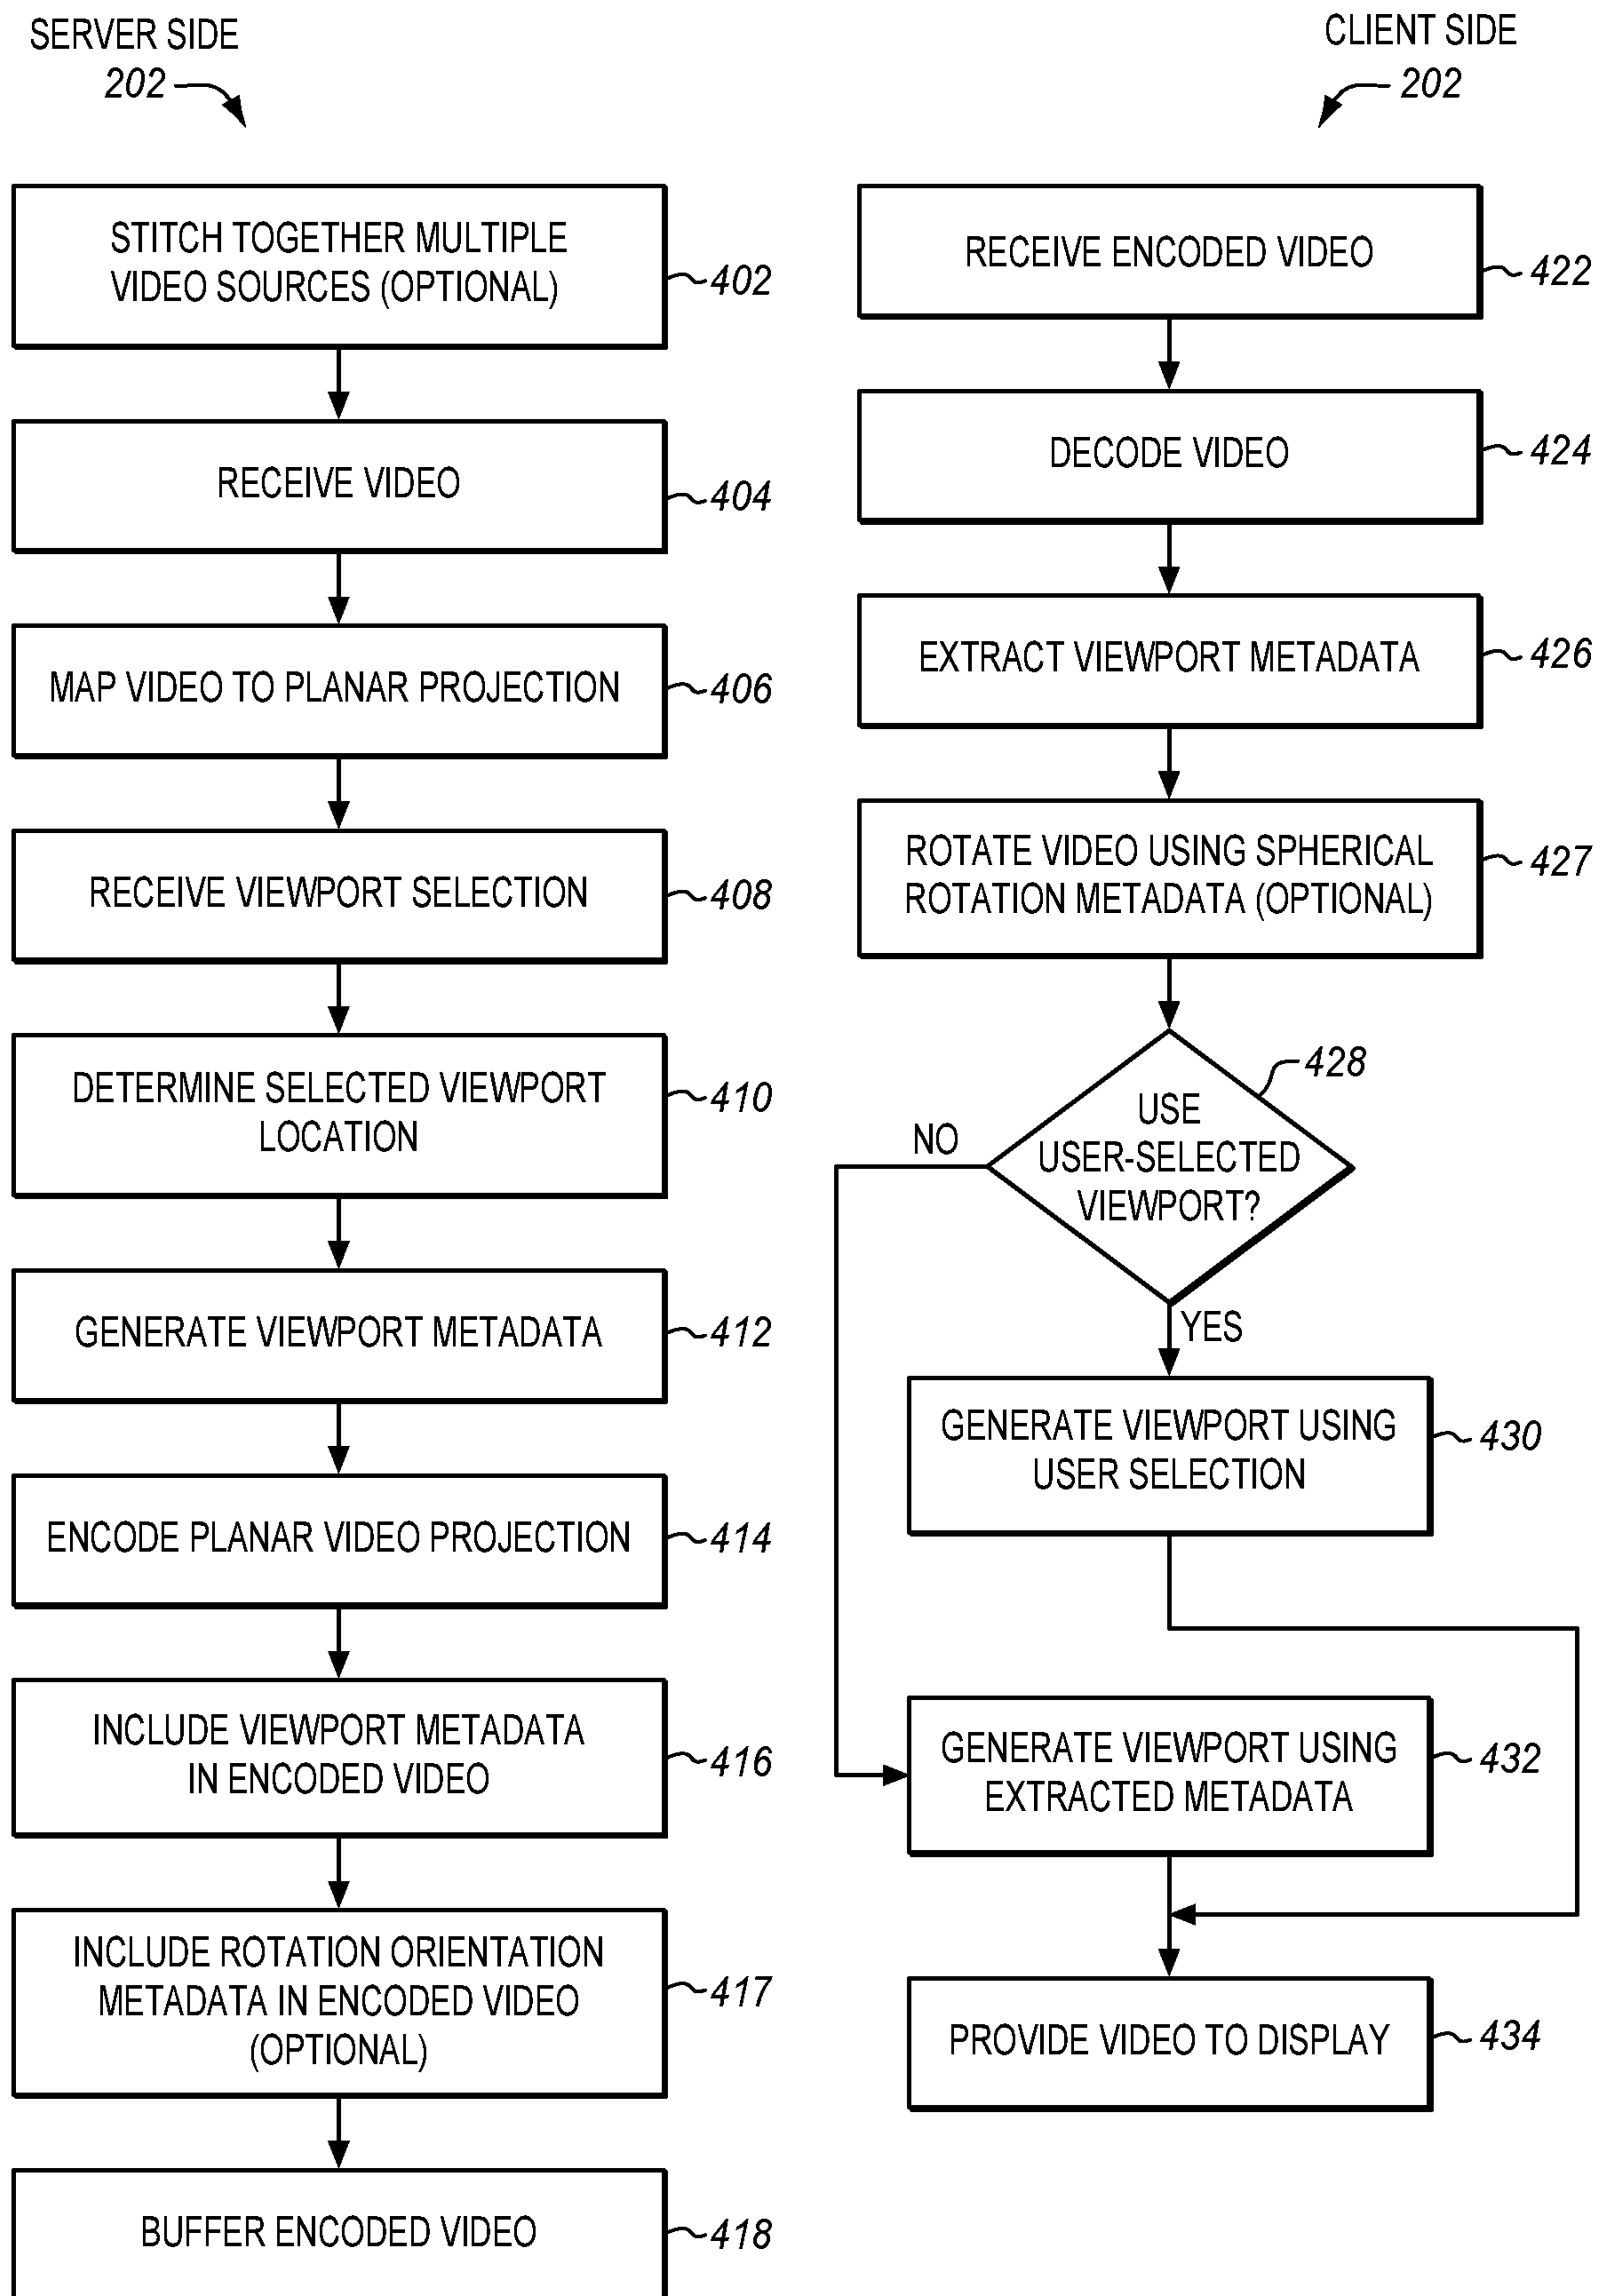 SERVER SIDE
202
STITCH TOGETHER MULTIPLE
VIDEO SOURCES (OPTIONAL)
402
RECEIVE VIDEO
404
MAP VIDEO TO PLANAR PROJECTION
406
RECEIVE VIEWPORT SELECTION
408
DETERMINE SELECTED VIEWPORT
LOCATION
410
GENERATE VIEWPORT METADATA
412
ENCODE PLANAR VIDEO PROJECTION
414
INCLUDE VIEWPORT METADATA
IN ENCODED VIDEO
416
INCLUDE ROTATION ORIENTATION
METADATA IN ENCODED VIDEO
(OPTIONAL)
417
BUFFER ENCODED VIDEO
418
CLIENT SIDE
202
RECEIVE ENCODED VIDEO
422
DECODE VIDEO
424
EXTRACT VIEWPORT METADATA
426
ROTATE VIDEO USING SPHERICAL
ROTATION METADATA (OPTIONAL)
427
428
USE
USER-SELECTED
VIEWPORT?
NO
YES
GENERATE VIEWPORT USING
USER SELECTION
430
GENERATE VIEWPORT USING
EXTRACTED METADATA
432
PROVIDE VIDEO TO DISPLAY
434